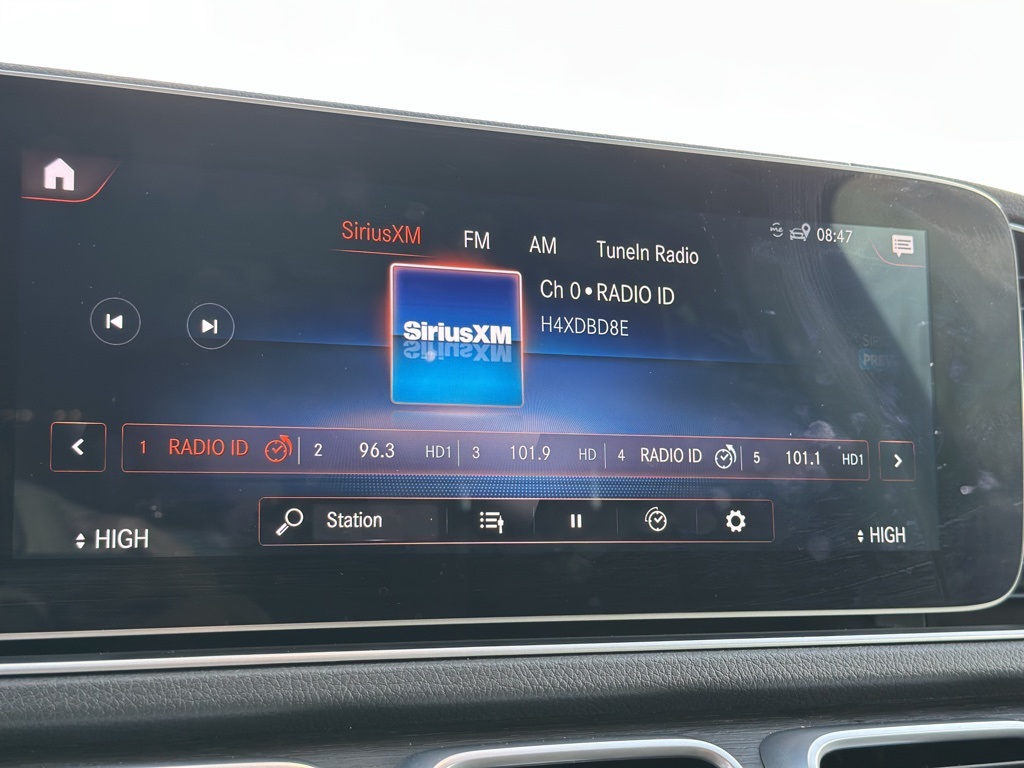 SiriusXM FM AM TuneIn Radio
me 08:47
Ch 0 • RADIO ID
H4XDBD8E
SiriusXM
1 RADIO ID 2 96.3 HD1 3 101.9 HD 4 RADIO ID 5 101.1 HD1
Station
HIGH HIGH